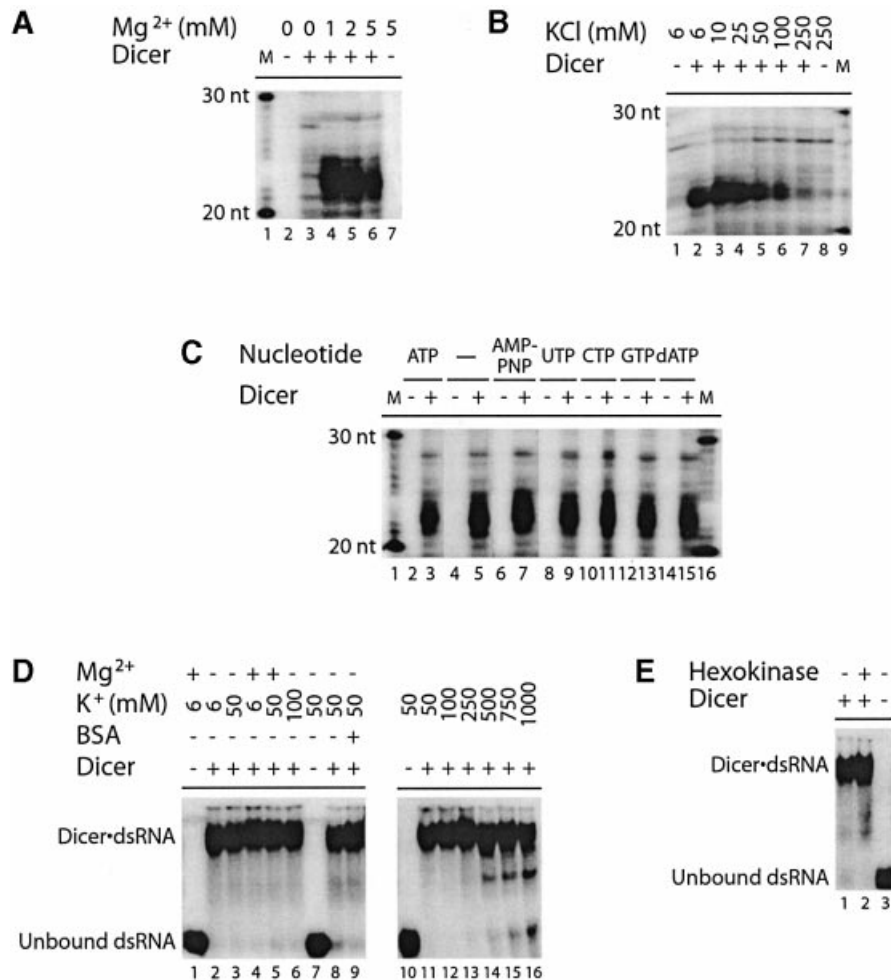 A
Mg 2+ (mM) 0 0 1 2 5 5
Dicer M - + + + + -
30 nt
20 nt
1 2 3 4 5 6 7
B
KCl (mM) 6 6 10 25 50 100 250 250
Dicer - + + + + + + - M
30 nt
20 nt
1 2 3 4 5 6 7 8 9
C
Nucleotide ATP — AMP-PNP UTP CTP GTP dATP
Dicer M - + - + - + - + - + - + - + M
30 nt
20 nt
1 2 3 4 5 6 7 8 9 10 11 12 13 14 15 16
D
Mg2+ + - - + + - - - -
K+ (mM) 6 6 50 6 50 100 50 50 50 50 50 100 250 500 750 1000
BSA - - - - - - - - +
Dicer - + + + + + - + + - + + + + + +
Dicer•dsRNA
Unbound dsRNA
1 2 3 4 5 6 7 8 9 10 11 12 13 14 15 16
E
Hexokinase - + -
Dicer + + -
Dicer•dsRNA
Unbound dsRNA
1 2 3